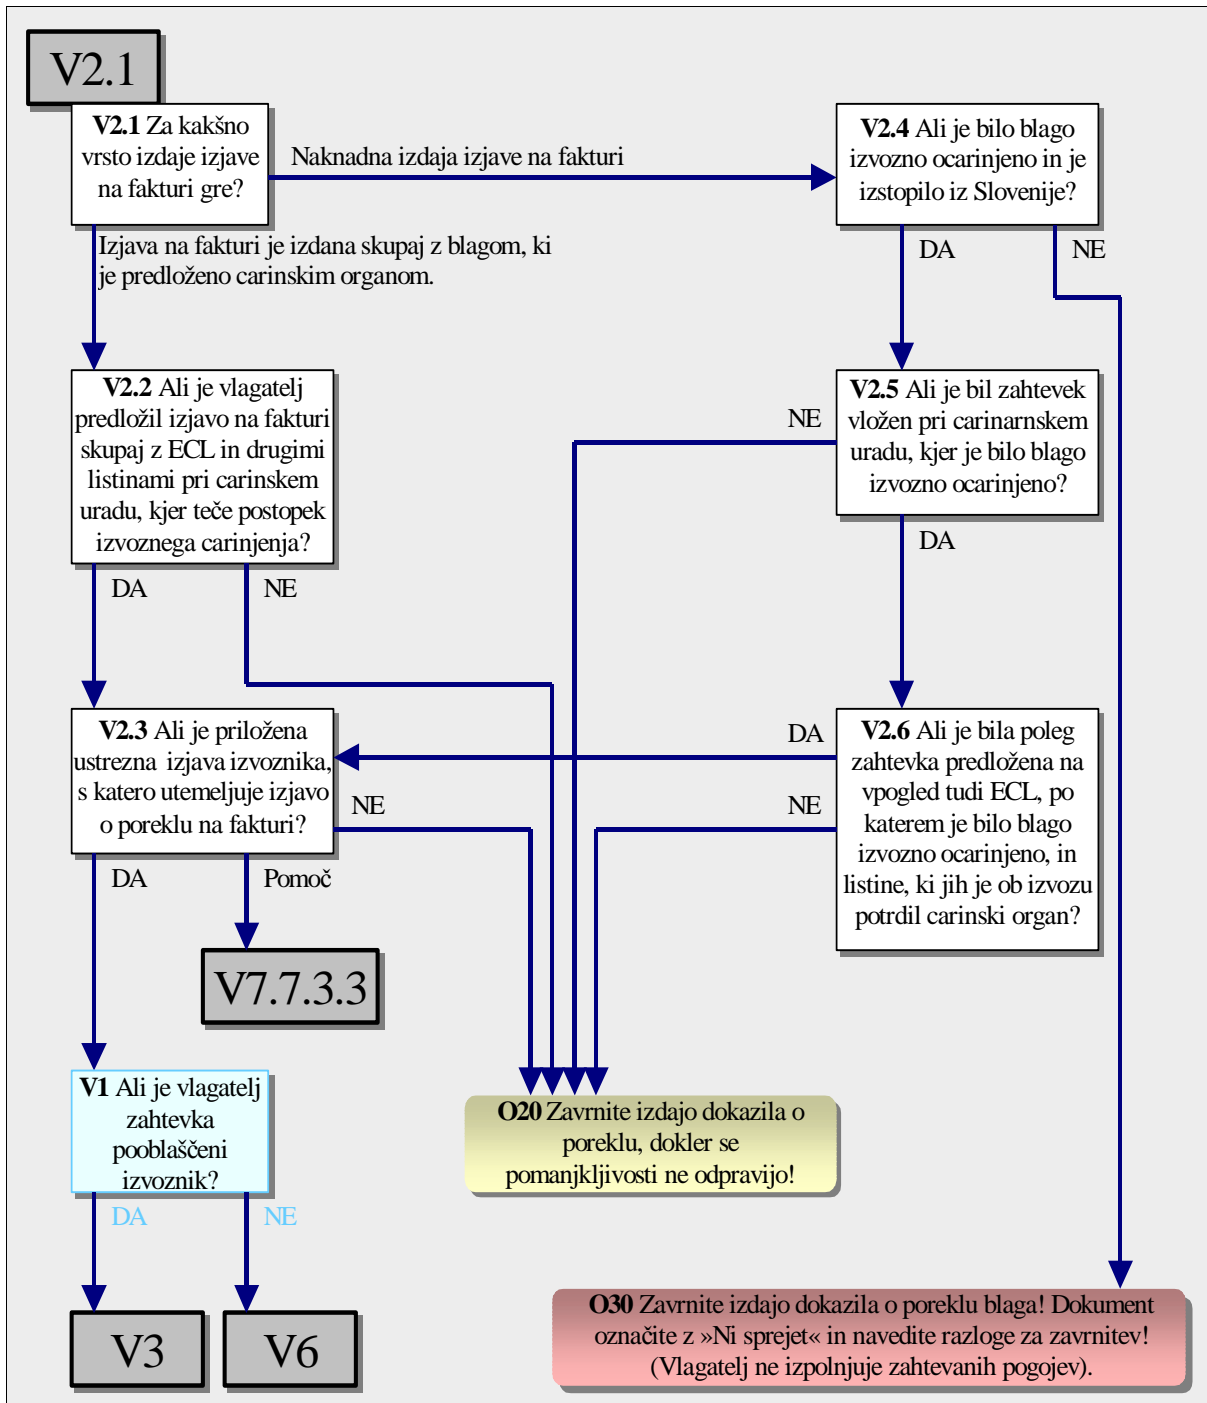 V2.1
V2.1 Za kakšno
vrsto izdaje izjave
na fakturi gre?
Naknadna izdaja izjave na fakturi
V2.4 Ali je bilo blago
izvozno ocarinjeno in je
izstopilo iz Slovenije?
Izjava na fakturi je izdana skupaj z blagom, ki
je predloženo carinskim organom.
DA
NE
V2.2 Ali je vlagatelj
predložil izjavo na fakturi
skupaj z ECL in drugimi
listinami pri carinskem
uradu, kjer teče postopek
izvoznega carinjenja?
NE
V2.5 Ali je bil zahtevek
vložen pri carinarnskem
uradu, kjer je bilo blago
izvozno ocarinjeno?
DA
DA
NE
V2.3 Ali je priložena
ustrezna izjava izvoznika,
s katero utemeljuje izjavo
o poreklu na fakturi?
NE
DA
NE
V2.6 Ali je bila poleg
zahtevka predložena na
vpogled tudi ECL, po
katerem je bilo blago
izvozno ocarinjeno, in
listine, ki jih je ob izvozu
potrdil carinski organ?
DA
Pomoč
V7.7.3.3
V1 Ali je vlagatelj
zahtevka
pooblaščeni
izvoznik?
O20 Zavrnite izdajo dokazila o
poreklu, dokler se
pomanjkljivosti ne odpravijo!
DA
NE
V3
V6
O30 Zavrnite izdajo dokazila o poreklu blaga! Dokument
označite z »Ni sprejet« in navedite razloge za zavrnitev!
(Vlagatelj ne izpolnjuje zahtevanih pogojev).